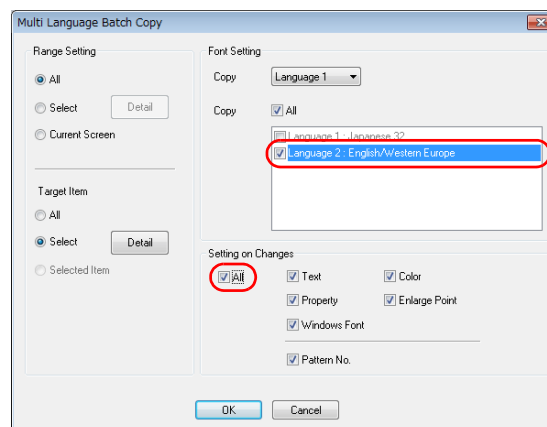 Multi Language Batch Copy
Range Setting
All
Select Detail
Current Screen
Target Item
All
Select Detail
Selected Item
Font Setting
Copy Language 1
Copy All
Language 1 : Japanese 32
Language 2 : English/Western Europe
Setting on Changes
All Text Color
Property Enlarge Point
Windows Font
Pattern No.
OK Cancel